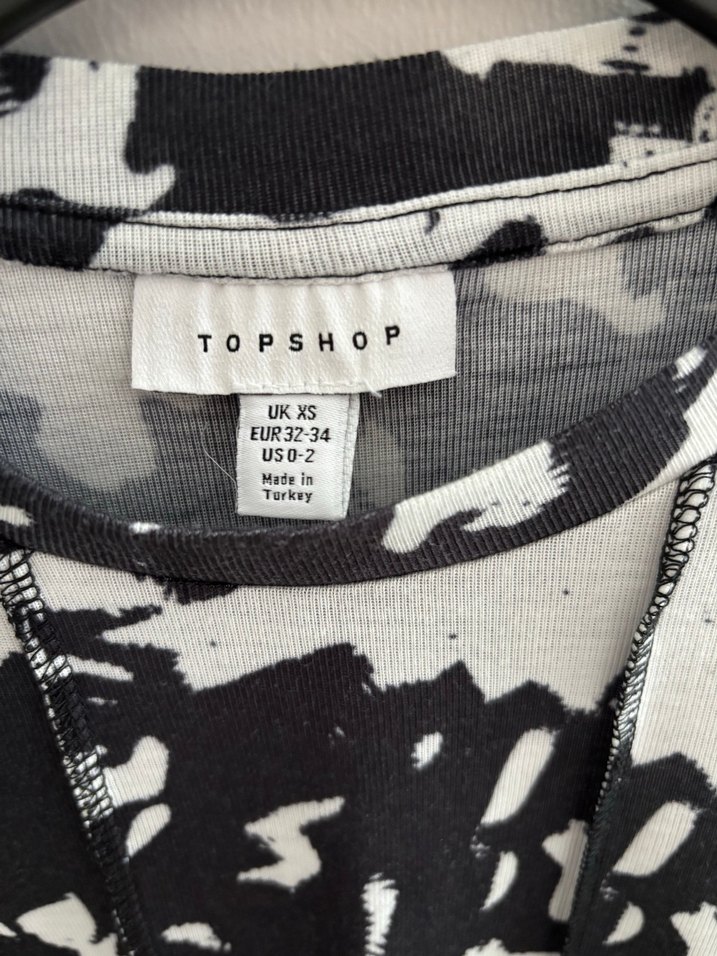 TOPSHOP
UK XS
EUR 32-34
US 0-2
Made in
Turkey